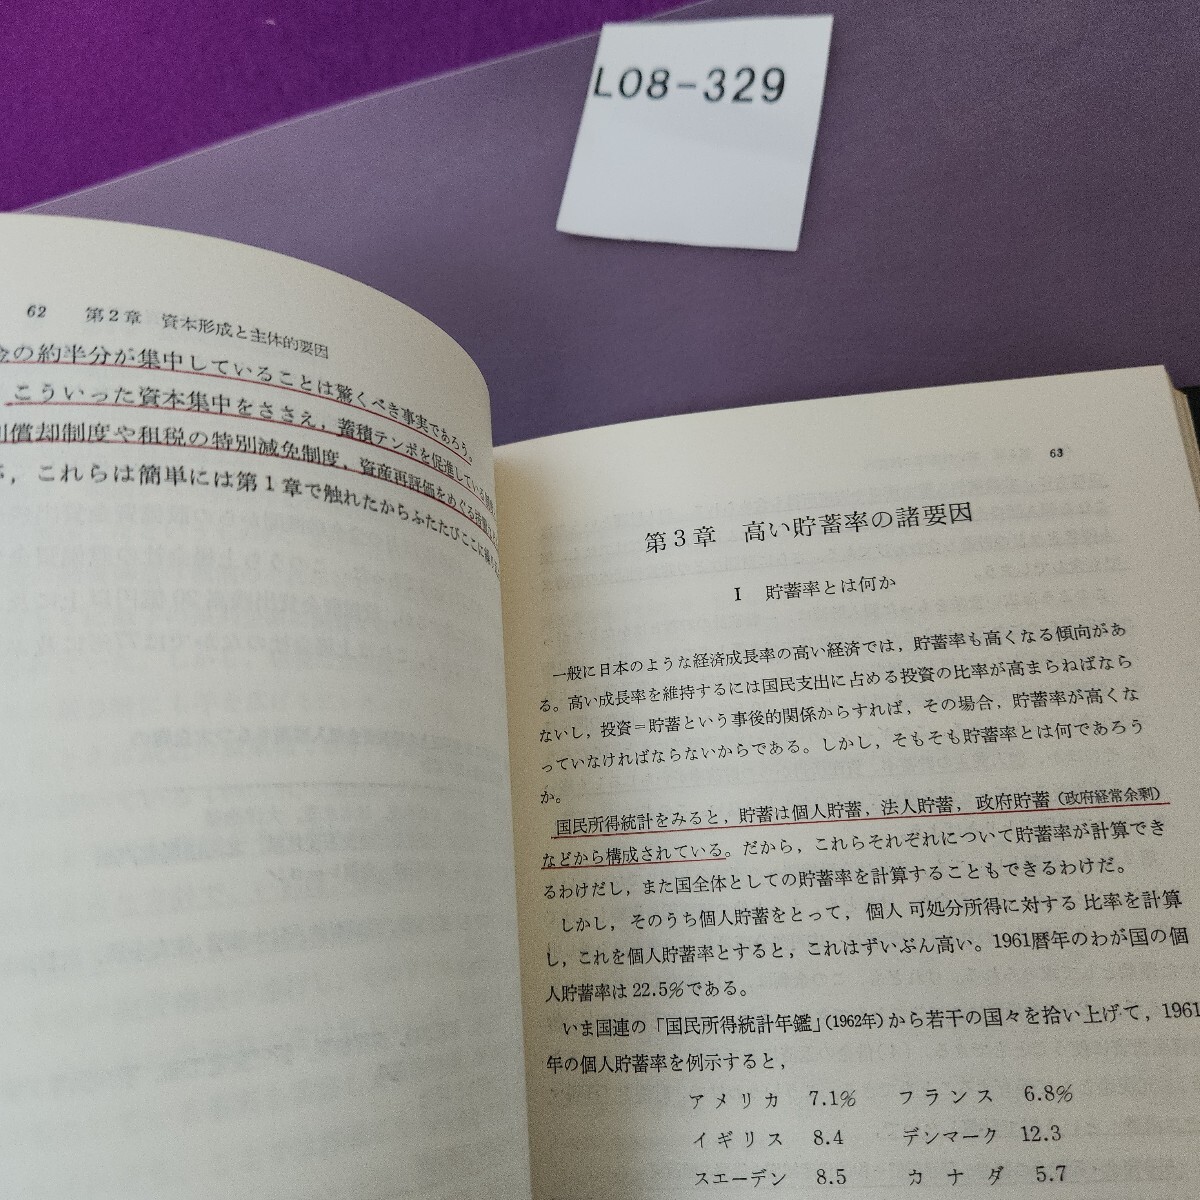 L08-329
62 第2章 資本形成と主体的要因
の約半分が集中していることは驚くべき事実であろう。
こういった資本集中をささえ，蓄積テンポを促進している
償却制度や租税の特別減免制度，資産再評価をめぐる
，これらは簡単には第1章で触れたからふたたびここに
63
第3章 高い貯蓄率の諸要因
I 貯蓄率とは何か
一般に日本のような経済成長率の高い経済では，貯蓄率も高くなる傾向があ
る。高い成長率を維持するには国民支出に占める投資の比率が高まらねばなら
ないし，投資＝貯蓄という事後的関係からすれば，その場合，貯蓄率が高くな
っていなければならないからである。しかし，そもそも貯蓄率とは何であろう
か。
国民所得統計をみると，貯蓄は個人貯蓄，法人貯蓄，政府貯蓄（政府経常余剰）
などから構成されている。だから，これらそれぞれについて貯蓄率が計算でき
るわけだし，また国全体としての貯蓄率を計算することもできるわけだ。
しかし，そのうち個人貯蓄をとって，個人可処分所得に対する比率を計算
し，これを個人貯蓄率とすると，これはずいぶん高い。1961暦年のわが国の個
人貯蓄率は22.5%である。
いま国連の「国民所得統計年鑑」（1962年）から若干の国々を拾い上げて，1961
年の個人貯蓄率を例示すると，
アメリカ 7.1% フランス 6.8%
イギリス 8.4 デンマーク 12.3
スエーデン 8.5 カナダ 5.7